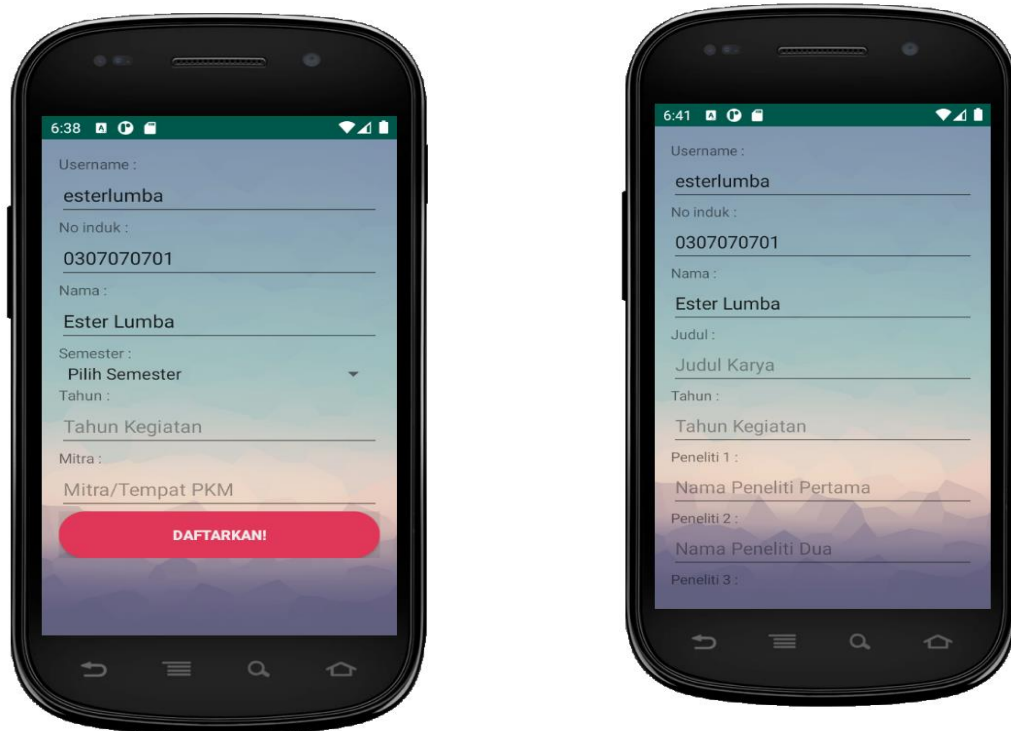 6:38
Username :
esterlumba
No induk :
0307070701
Nama :
Ester Lumba
Semester :
Pilih Semester
Tahun :
Tahun Kegiatan
Mitra :
Mitra/Tempat PKM
DAFTARKAN!
6:41
Username :
esterlumba
No induk :
0307070701
Nama :
Ester Lumba
Judul :
Judul Karya
Tahun :
Tahun Kegiatan
Peneliti 1 :
Nama Peneliti Pertama
Peneliti 2 :
Nama Peneliti Dua
Peneliti 3 :